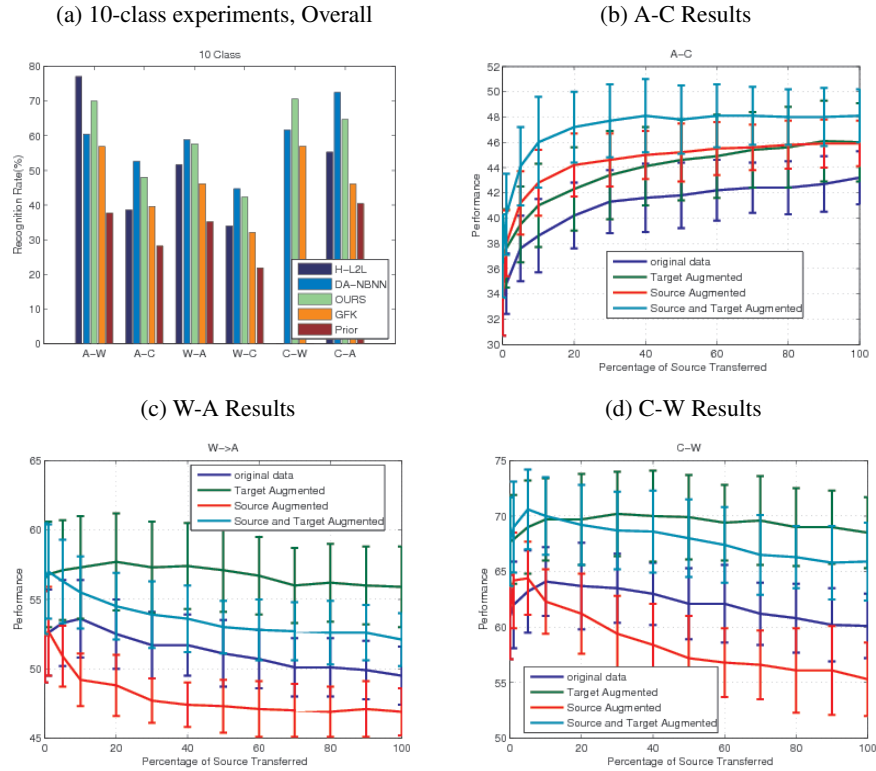 (a) 10-class experiments, Overall
10 Class
Recognition Rate(%)
80
70
60
50
40
30
20
10
0
H-L2L
DA-NBNN
OURS
GFK
Prior
A-W
A-C
W-A
W-C
C-W
C-A
(b) A-C Results
A-C
Performance
52
50
48
46
44
42
40
38
36
34
32
30
original data
Target Augmented
Source Augmented
Source and Target Augmented
0
20
40
60
80
100
Percentage of Source Transferred
(c) W-A Results
W->A
Performance
65
60
55
50
45
original data
Target Augmented
Source Augmented
Source and Target Augmented
0
20
40
60
80
100
Percentage of Source Transferred
(d) C-W Results
C-W
Performance
75
70
65
60
55
50
original data
Target Augmented
Source Augmented
Source and Target Augmented
0
20
40
60
80
100
Percentage of Source Transferred